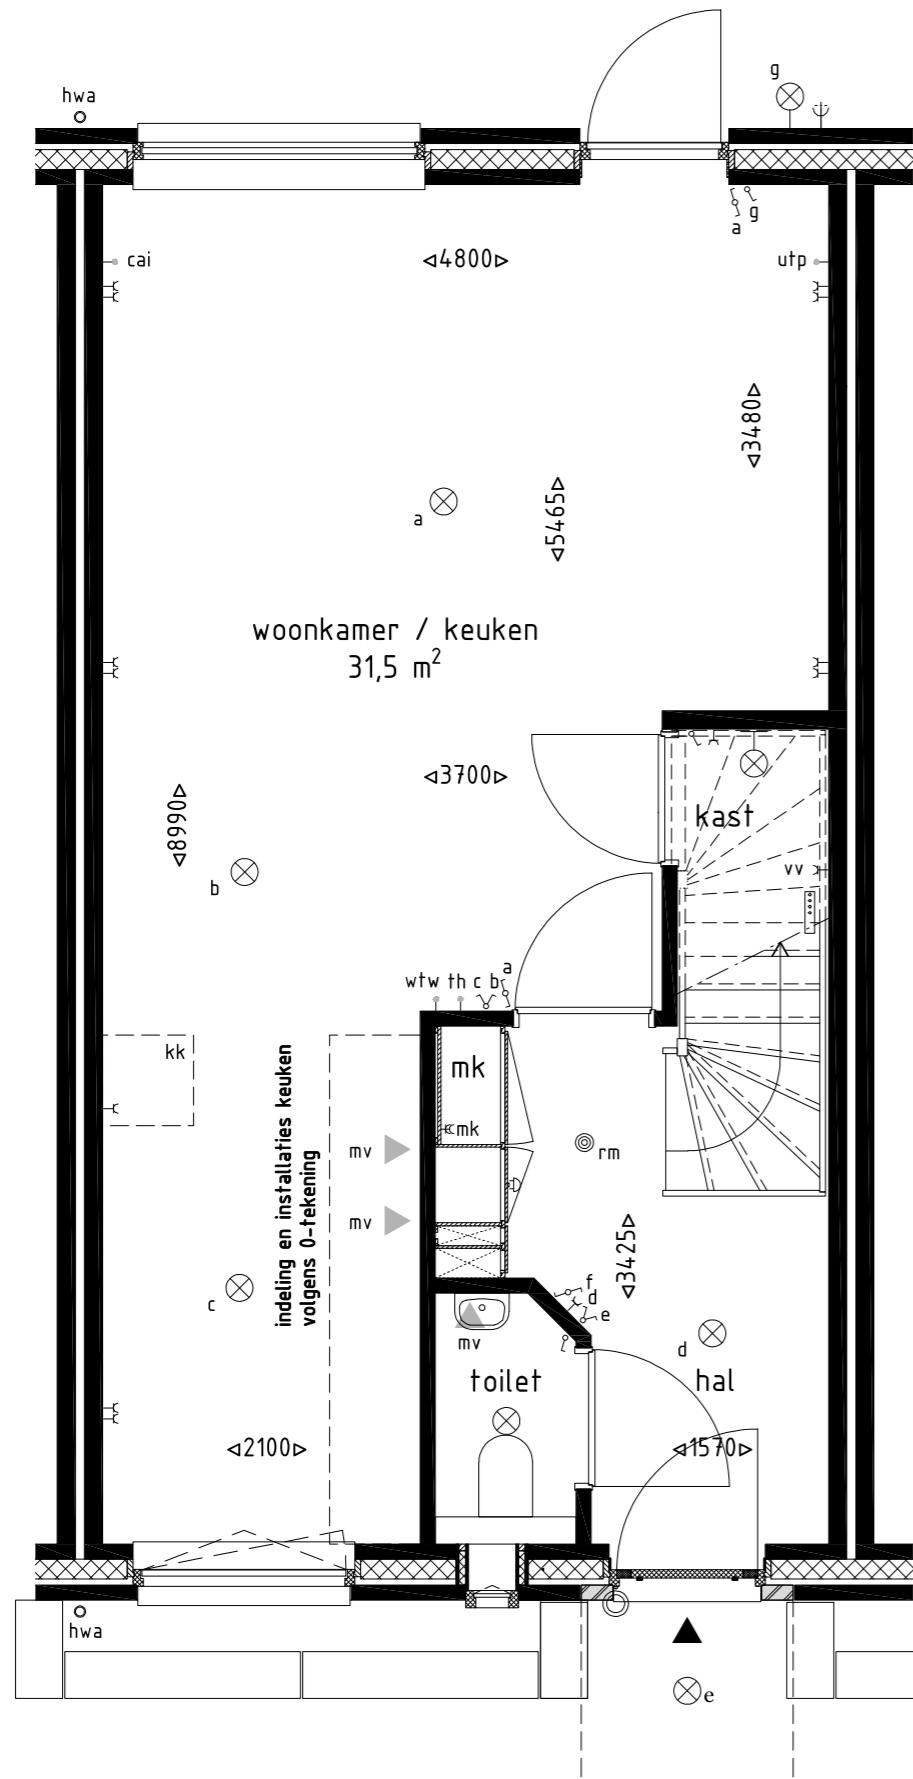 g
hwa
a
g
cai
4800
utp
3480
5465
a
woonkamer / keuken
31,5 m²
3700
8990
kast
b
vv
wtw th c b a
kk
mk
indeling en installaties keuken
volgens 0-tekening
mk
mv
rm
mv
3425
c
f
d
e
mv
d
toilet
hal
2100
1570
hwa
e